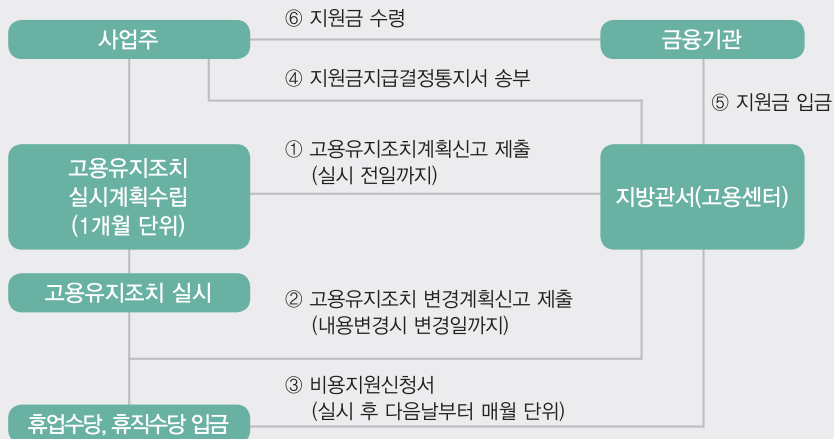 ⑥ 지원금 수령
사업주
금융기관
④ 지원금지급결정통지서 송부
⑤ 지원금 입금
① 고용유지조치계획신고 제출
(실시 전일까지)
고용유지조치
실시계획수립
(1개월 단위)
지방관서(고용센터)
고용유지조치 실시
② 고용유지조치 변경계획신고 제출
(내용변경시 변경일까지)
③ 비용지원신청서
(실시 후 다음날부터 매월 단위)
휴업수당, 휴직수당 입금